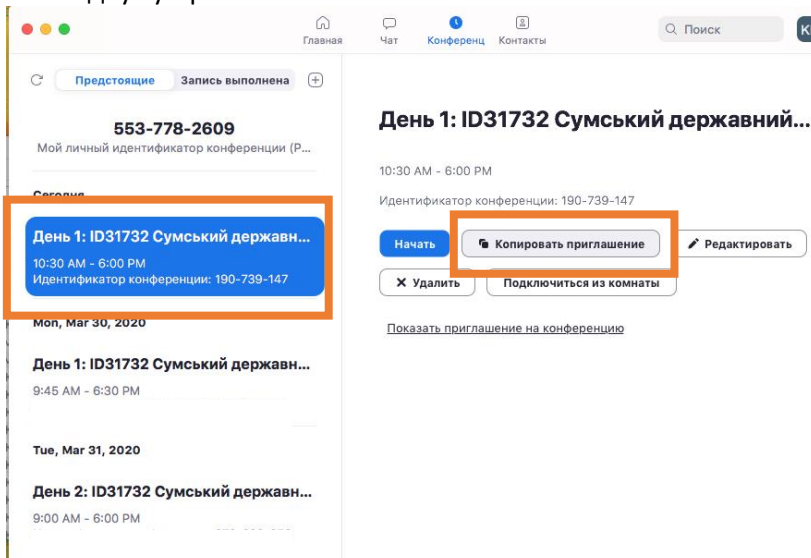 Главная
Чат
Конференц
Контакты
Поиск
Предстоящие
Запись выполнена
553-778-2609
Мой личный идентификатор конференции (P...
Сегодня
День 1: ID31732 Сумський державн...
10:30 AM - 6:00 PM
Идентификатор конференции: 190-739-147
Mon, Mar 30, 2020
День 1: ID31732 Сумський державн...
9:45 AM - 6:30 PM
Tue, Mar 31, 2020
День 2: ID31732 Сумський державн...
9:00 AM - 6:00 PM
День 1: ID31732 Сумський державний...
10:30 AM - 6:00 PM
Идентификатор конференции: 190-739-147
Начать
Копировать приглашение
Редактировать
Удалить
Подключиться из комнаты
Показать приглашение на конференцию